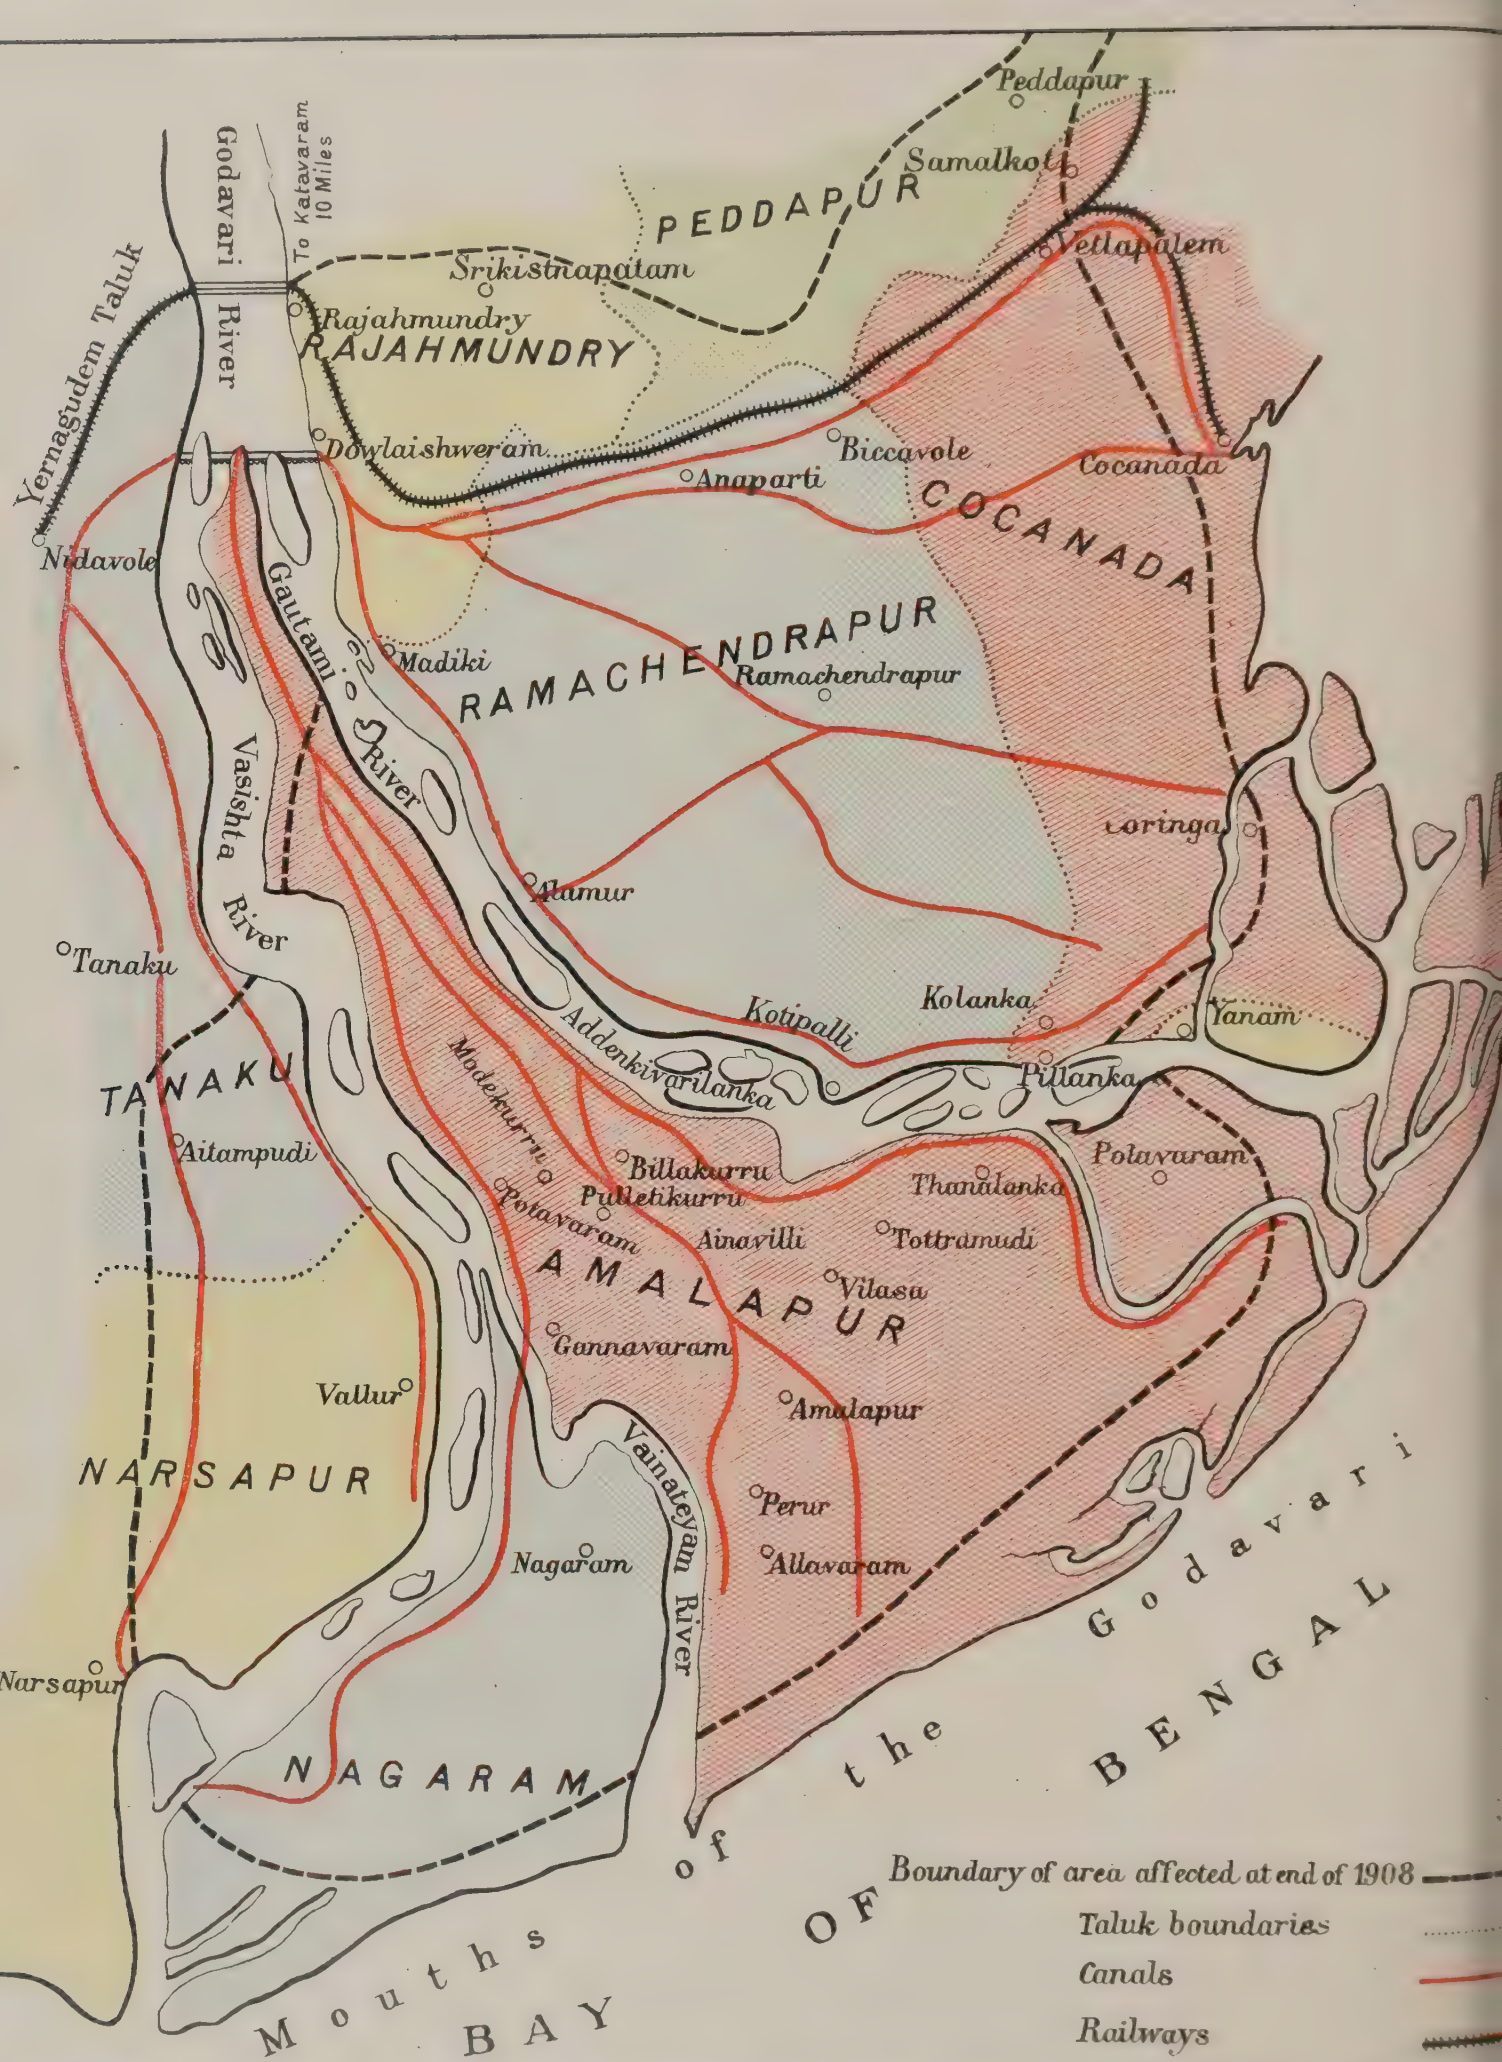 Peddapur
Samalkot
PEDDAPUR
Vetlapalem
Godavari River
To Katavaram
10 Miles
Yernagudem Taluk
Srikistnapatam
Rajahmundry
RAJAHMUNDRY
Dowlaishweram
Biccavole
Anaparti
Cocanada
COCANADA
Nidavole
Gautami River
Madiki
RAMACHENDRAPUR
Ramachendrapur
Vasishta River
Coringa
Alamur
Tanaku
Kolanka
Kotipalli
Yanam
Addenkivarilanka
Modekurru
Pillanka
TANAKU
Aitampudi
Billakurru
Pulletikurru
Potavaram
Thanalanka
Polavaram
Ainavilli
Tottramudi
AMALAPUR
Vilasa
Gannavaram
Vallur
Amalapur
Vainateyam River
NARSAPUR
Perur
Nagaram
Allavaram
Narsapur
NAGARAM
Mouths of the Godavari
BAY OF BENGAL
Boundary of area affected at end of 1908
Taluk boundaries
Canals
Railways